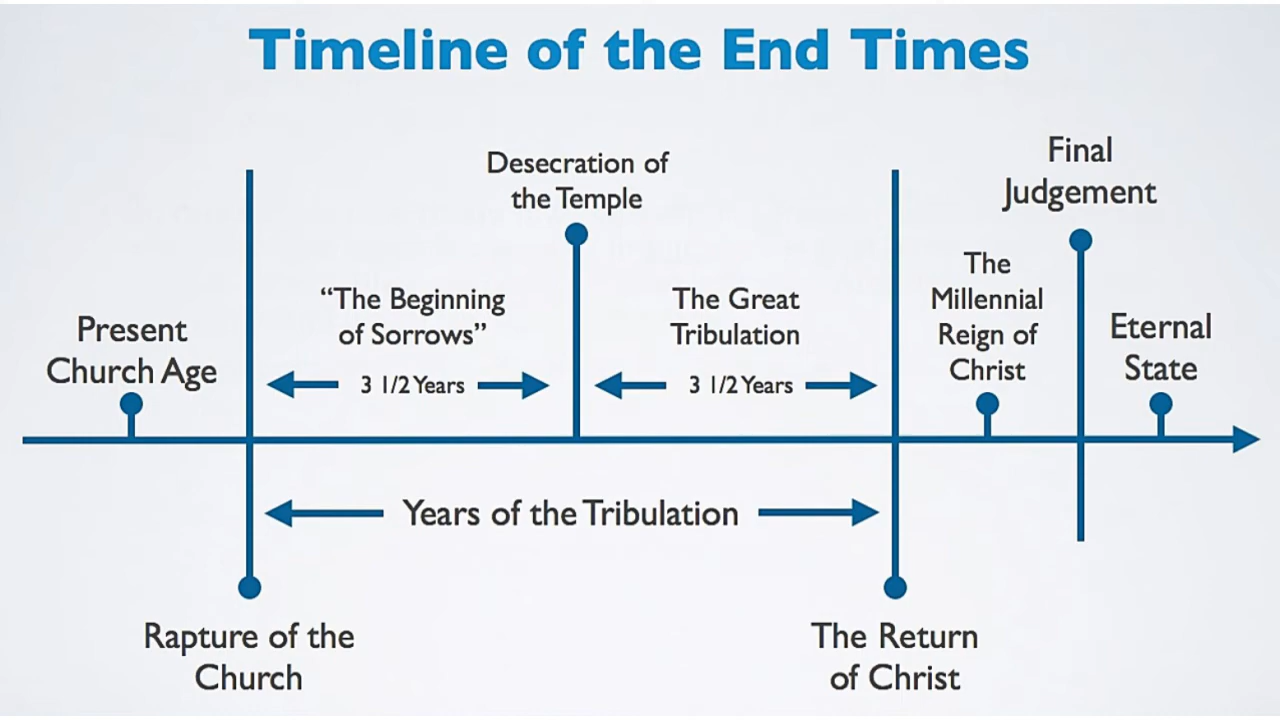 Timeline of the End Times
Present
Church Age
Rapture of the
Church
“The Beginning
of Sorrows”
3 1/2 Years
Desecration of
the Temple
The Great
Tribulation
3 1/2 Years
Years of the Tribulation
The Return
of Christ
The
Millennial
Reign of
Christ
Final
Judgement
Eternal
State